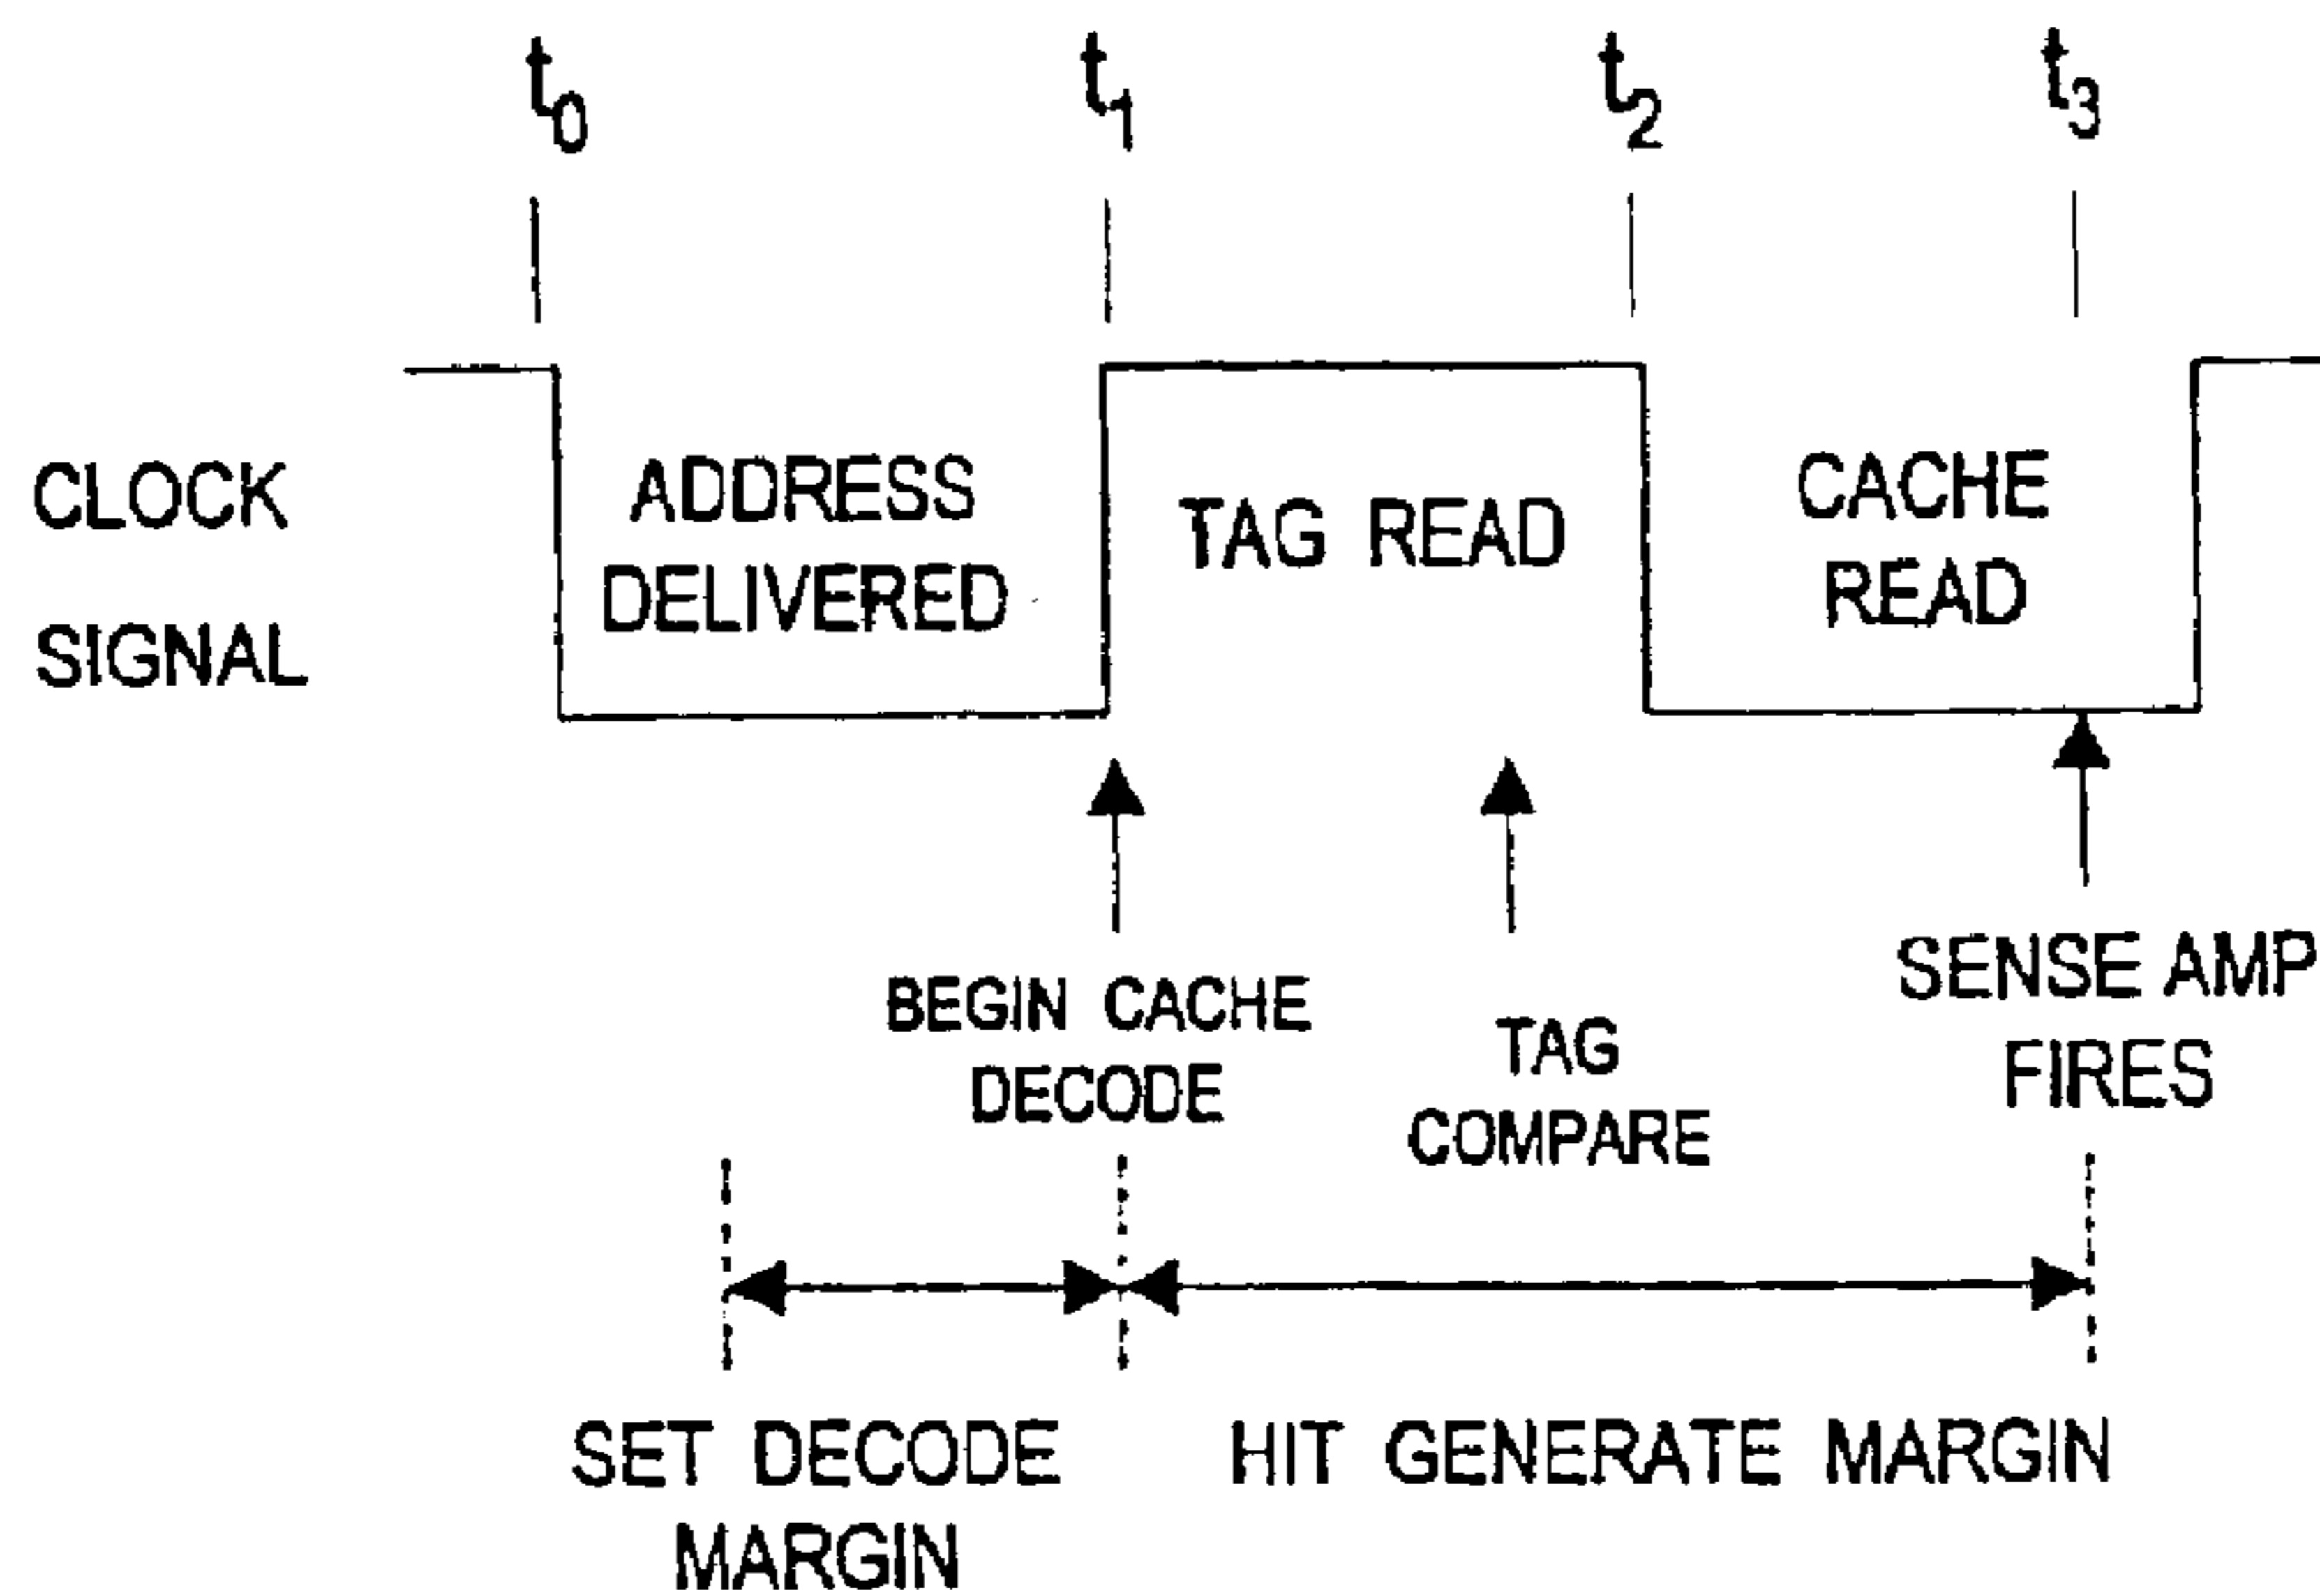 t0 t1 t2 t3
CLOCK
SIGNAL
ADDRESS
DELIVERED
TAG READ
CACHE
READ
BEGIN CACHE
DECODE
TAG
COMPARE
SENSE AMP
FIRES
SET DECODE
MARGIN
HIT GENERATE MARGIN